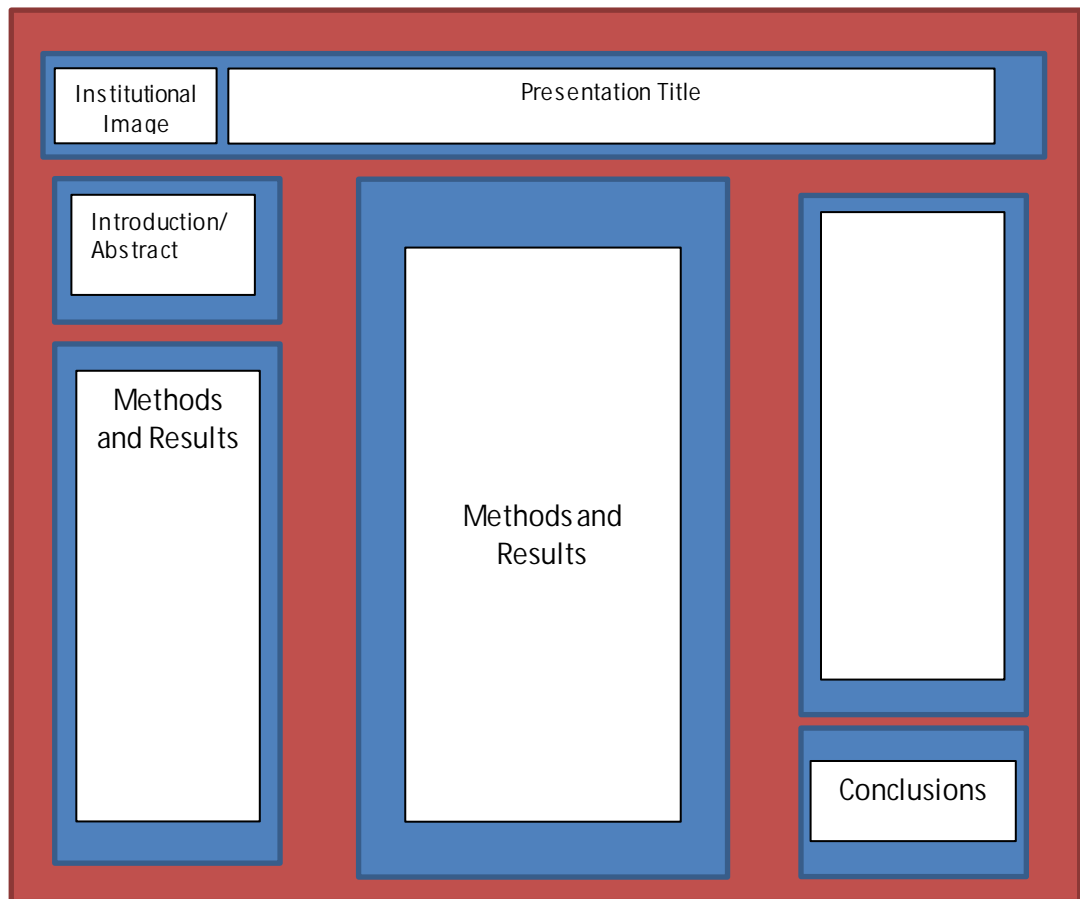 Institutional
Image
Presentation Title
Introduction/
Abstract
Methods
and Results
Methods and
Results
Conclusions